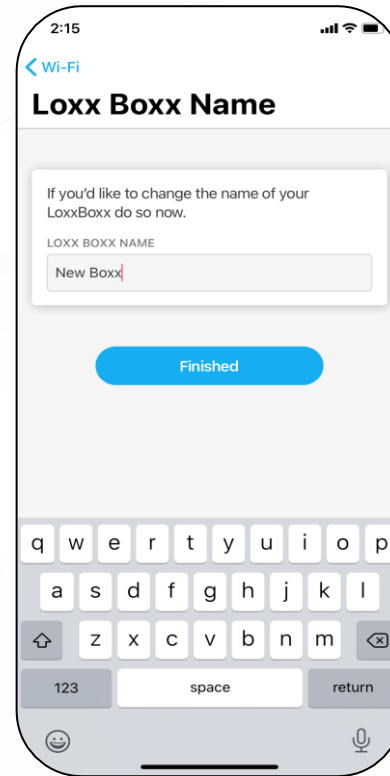 2:15
Wi-Fi
Loxx Boxx Name
If you'd like to change the name of your
LoxxBoxx do so now.
LOXX BOXX NAME
New Boxx
Finished
q w e r t y u i o p
a s d f g h j k l
z x c v b n m
123 space return